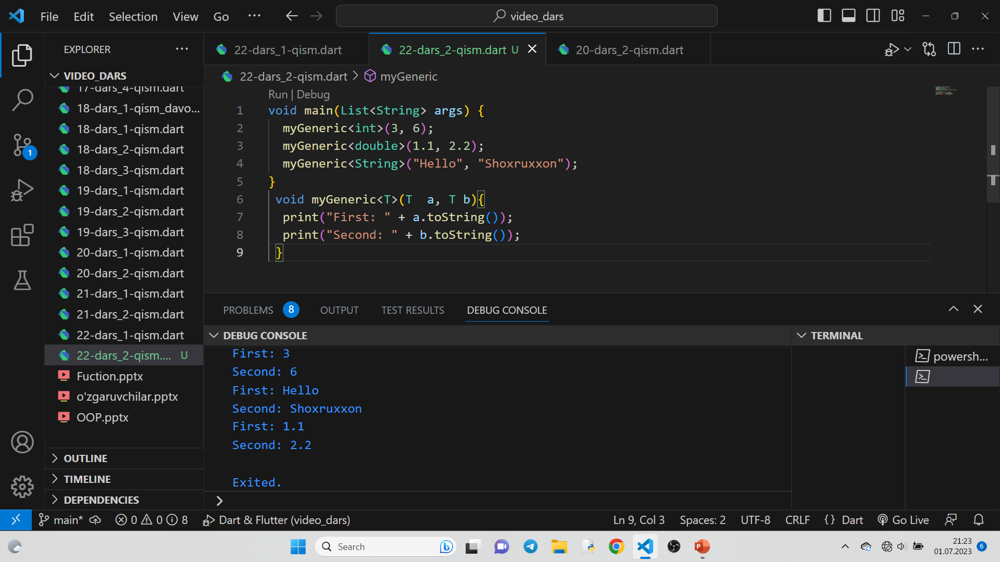 File Edit Selection View Go ··· video_dars
EXPLORER ···
VIDEO_DARS
17-dars_4-qism.dart
18-dars_1-qism_davo...
18-dars_1-qism.dart
18-dars_2-qism.dart
18-dars_3-qism.dart
19-dars_1-qism.dart
19-dars_2-qism.dart
19-dars_3-qism.dart
20-dars_1-qism.dart
20-dars_2-qism.dart
21-dars_1-qism.dart
21-dars_2-qism.dart
22-dars_1-qism.dart
22-dars_2-qism.... U
Fuction.pptx
o'zgaruvchilar.pptx
OOP.pptx
OUTLINE
TIMELINE
DEPENDENCIES
1
22-dars_1-qism.dart 22-dars_2-qism.dart U 20-dars_2-qism.dart
22-dars_2-qism.dart > myGeneric
Run | Debug
1 void main(List<String> args) {
2 myGeneric<int>(3, 6);
3 myGeneric<double>(1.1, 2.2);
4 myGeneric<String>("Hello", "Shoxruxxon");
5 }
6 void myGeneric<T>(T  a, T b){
7 print("First: " + a.toString());
8 print("Second: " + b.toString());
9 }
PROBLEMS 8 OUTPUT TEST RESULTS DEBUG CONSOLE
DEBUG CONSOLE
First: 3
Second: 6
First: Hello
Second: Shoxruxxon
First: 1.1
Second: 2.2
Exited.
>
TERMINAL
powersh...
main* 0 0 8 Dart & Flutter (video_dars) Ln 9, Col 3 Spaces: 2 UTF-8 CRLF {} Dart Go Live
Search
21:23
01.07.2023 6